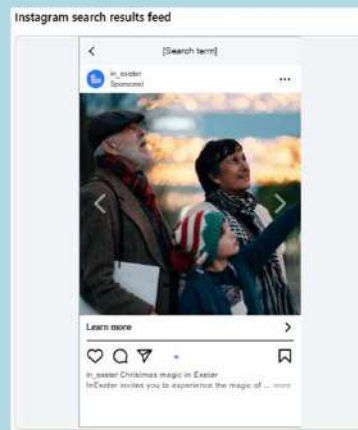 Instagram search results feed
[Search term]
in_exeter
Sponsored
Learn more
in_exeter Christmas magic in Exeter
InExeter invites you to experience the magic of ... more